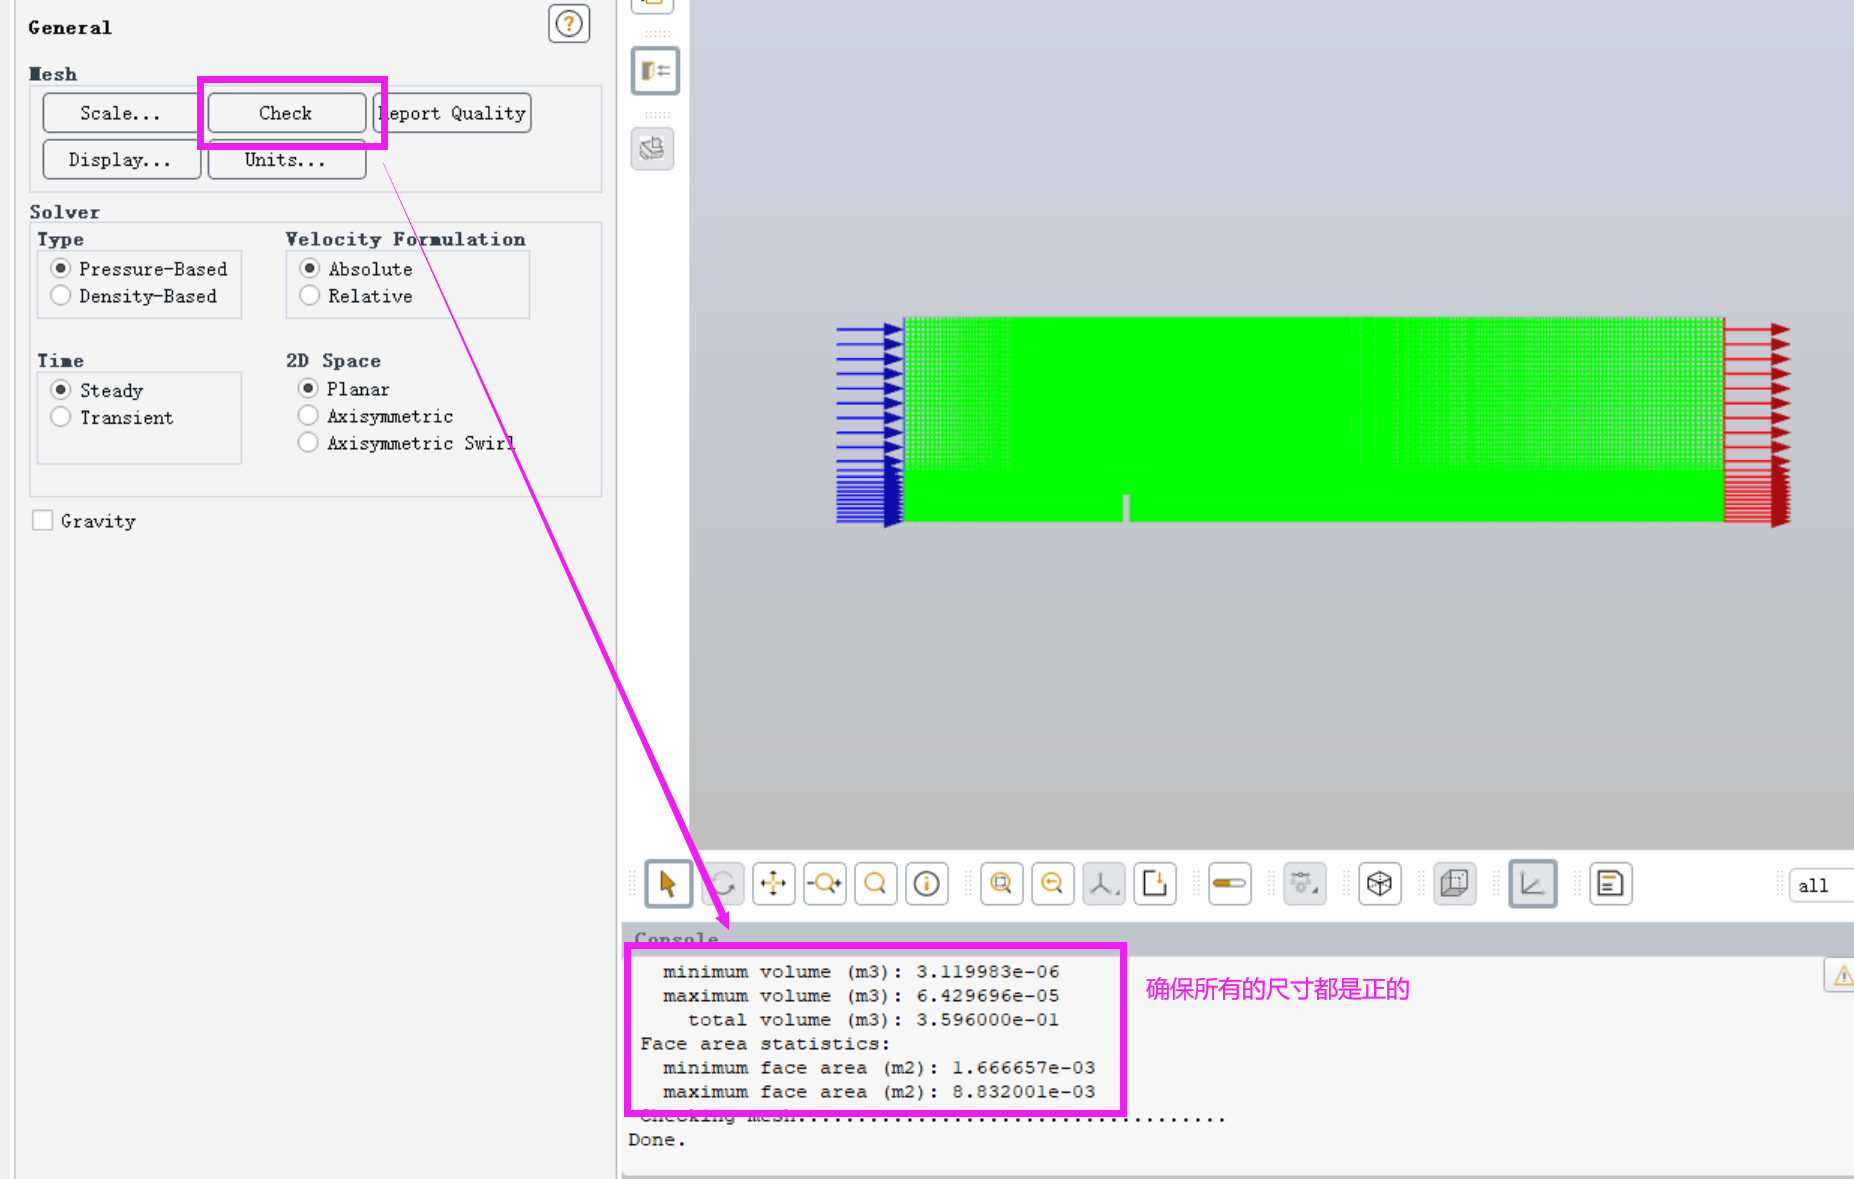 General
Mesh
Scale...
Check
Report Quality
Display...
Units...
Solver
Type
Velocity Formulation
Pressure-Based
Absolute
Density-Based
Relative
Time
2D Space
Steady
Planar
Transient
Axisymmetric
Axisymmetric Swirl
Gravity
all
Console
minimum volume (m3): 3.119983e-06
maximum volume (m3): 6.429696e-05
total volume (m3): 3.596000e-01
Face area statistics:
minimum face area (m2): 1.666657e-03
maximum face area (m2): 8.832001e-03
Checking mesh....................................
Done.
确保所有的尺寸都是正的